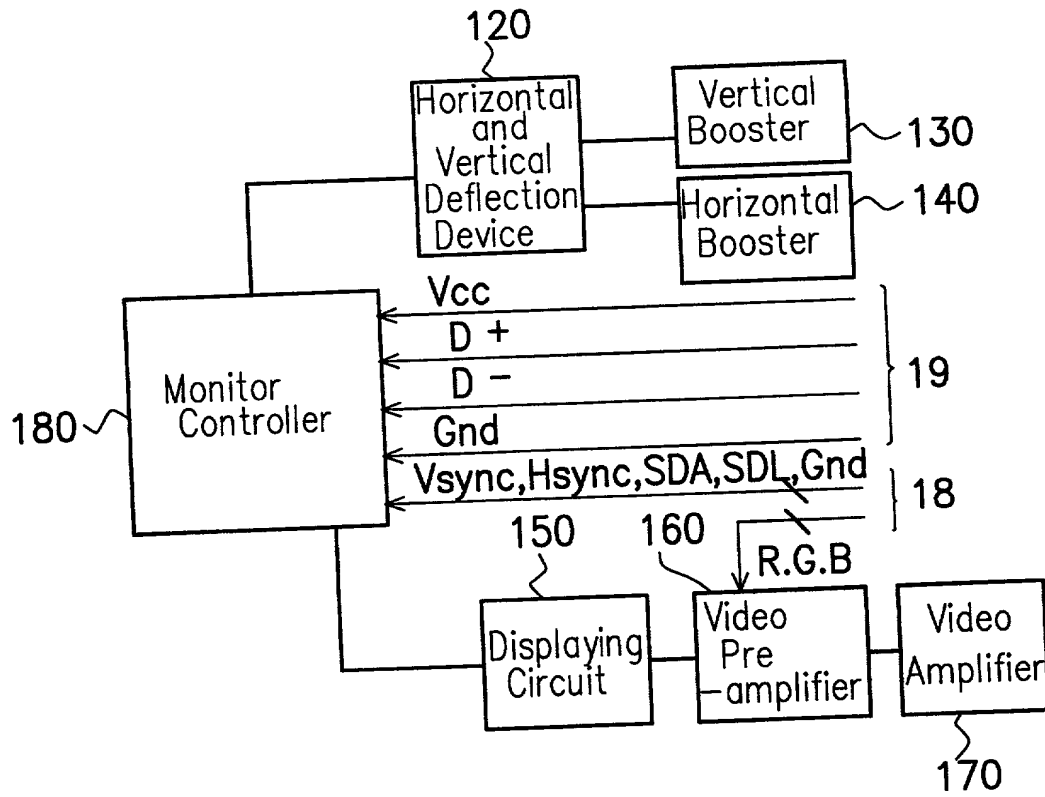 120
Horizontal
and
Vertical
Deflection
Device
Vertical
Booster
130
Horizontal
Booster
140
Vcc
D +
D -
Gnd
19
Monitor
Controller
180
Vsync,Hsync,SDA,SDL,Gnd
18
R.G.B
150
160
Displaying
Circuit
Video
Pre
-amplifier
Video
Amplifier
170